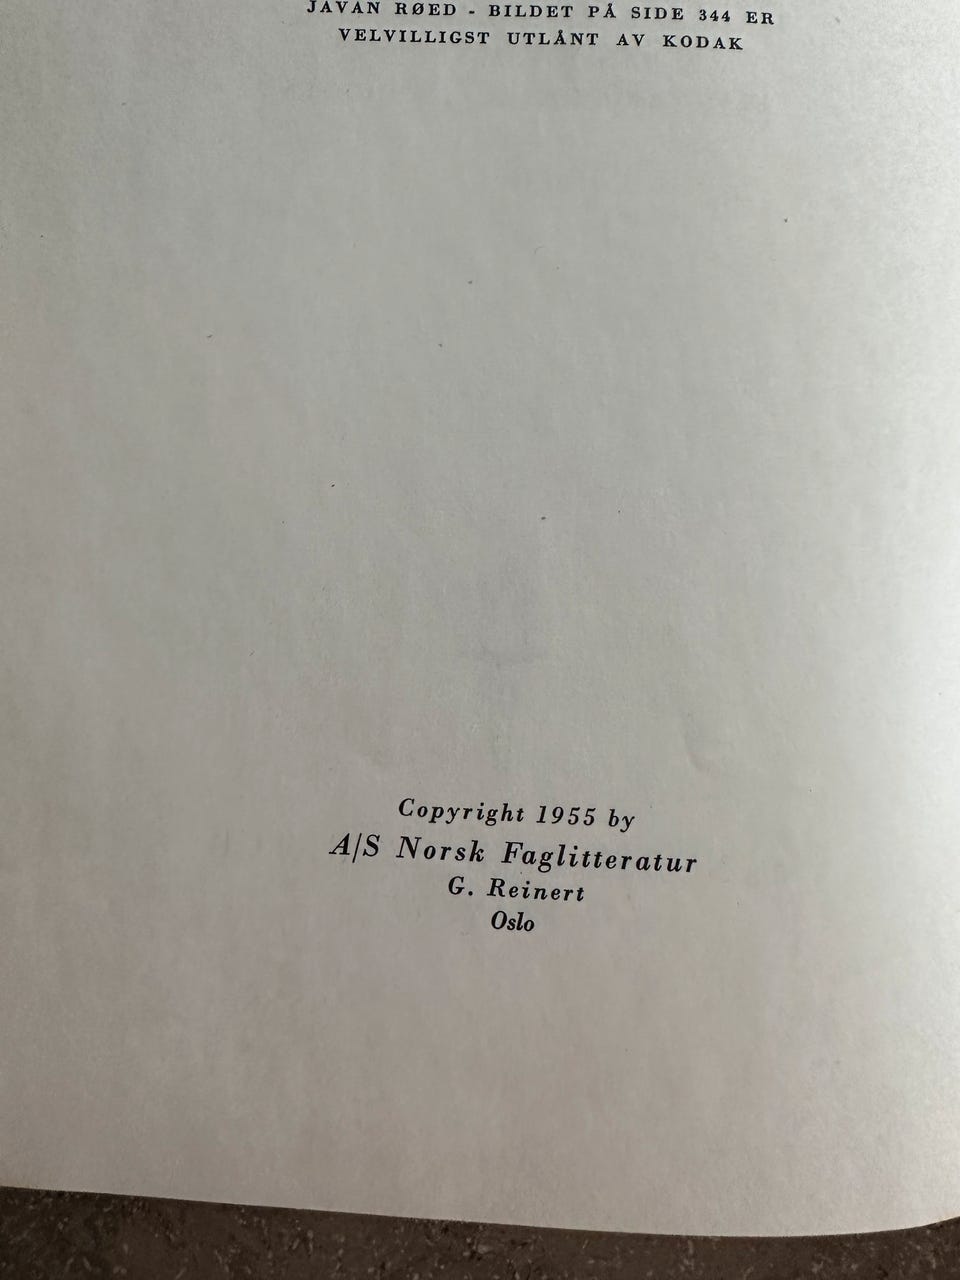 JAVAN RØED - BILDET PÅ SIDE 344 ER
VELVILLIGST UTLÅNT AV KODAK
Copyright 1955 by
A/S Norsk Faglitteratur
G. Reinert
Oslo